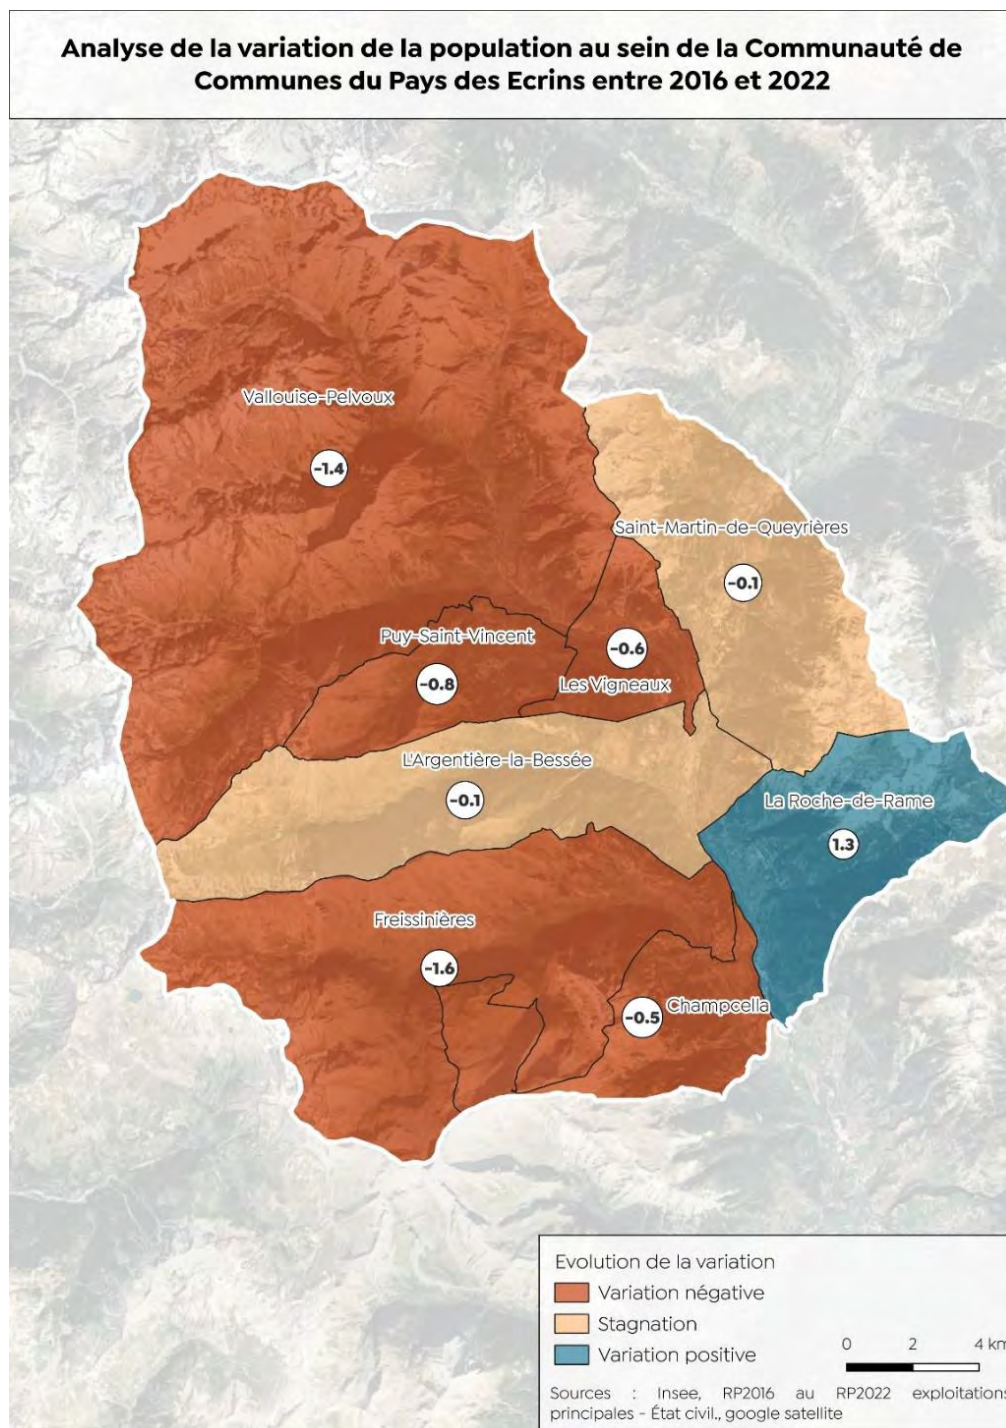 Analyse de la variation de la population au sein de la Communauté de
Communes du Pays des Ecrins entre 2016 et 2022
Vallouise-Pelvoux
-1.4
Saint-Martin-de-Queyrières
-0.1
Puy-Saint-Vincent
-0.8
-0.6
Les Vigneaux
L'Argentière-la-Bessée
-0.1
La Roche-de-Rame
1.3
Freissinières
-1.6
Champcella
-0.5
Evolution de la variation
Variation négative
Stagnation
Variation positive
0 2 4 km
Sources : Insee, RP2016 au RP2022 exploitations
principales - État civil., google satellite